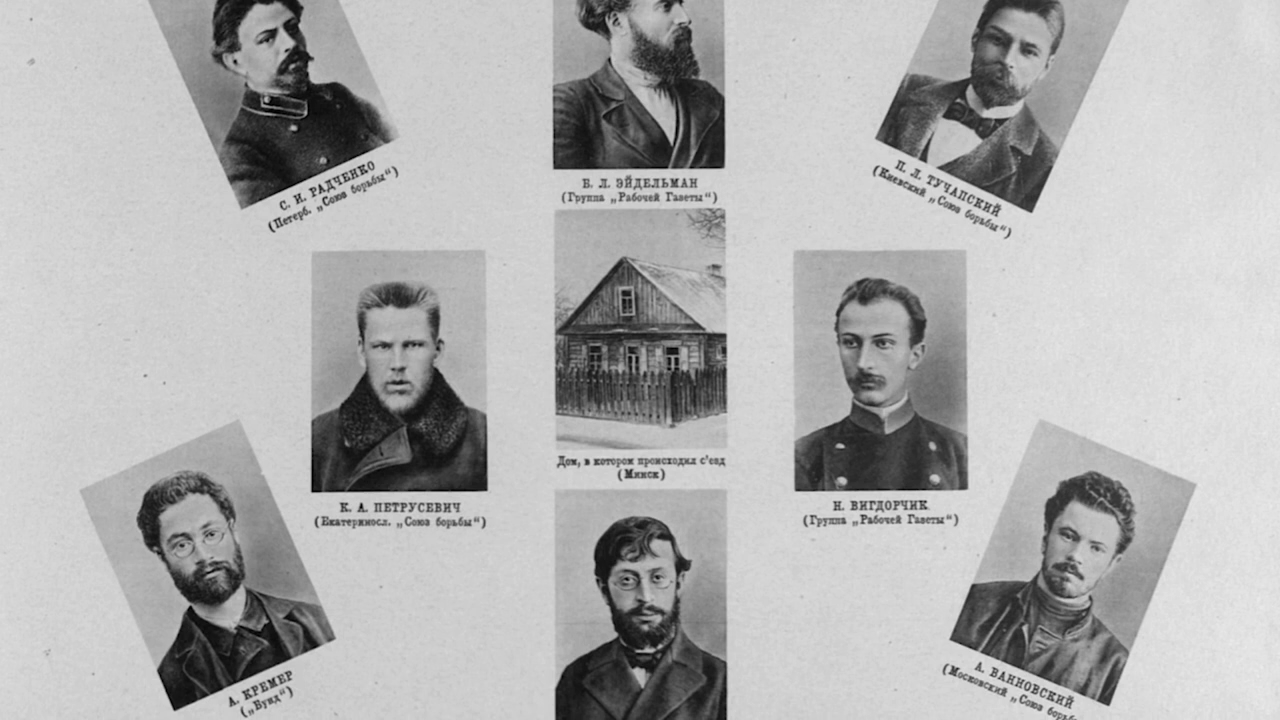 С. И. РАДЧЕНКО
(Петерб. „Союз борьбы“)
Б. Л. ЭЙДЕЛЬМАН
(Группа „Рабочей Газеты“)
П. Л. ТУЧАПСКИЙ
(Киевский „Союз борьбы“)
К. А. ПЕТРУСЕВИЧ
(Екатериносл. „Союз борьбы“)
Дом, в котором происходил с'езд
(Минск)
Н. ВИГДОРЧИК
(Группа „Рабочей Газеты“)
А. КРЕМЕР
(„Бунд“)
А. ВАННОВСКИЙ
(Московский „Союз борьбы